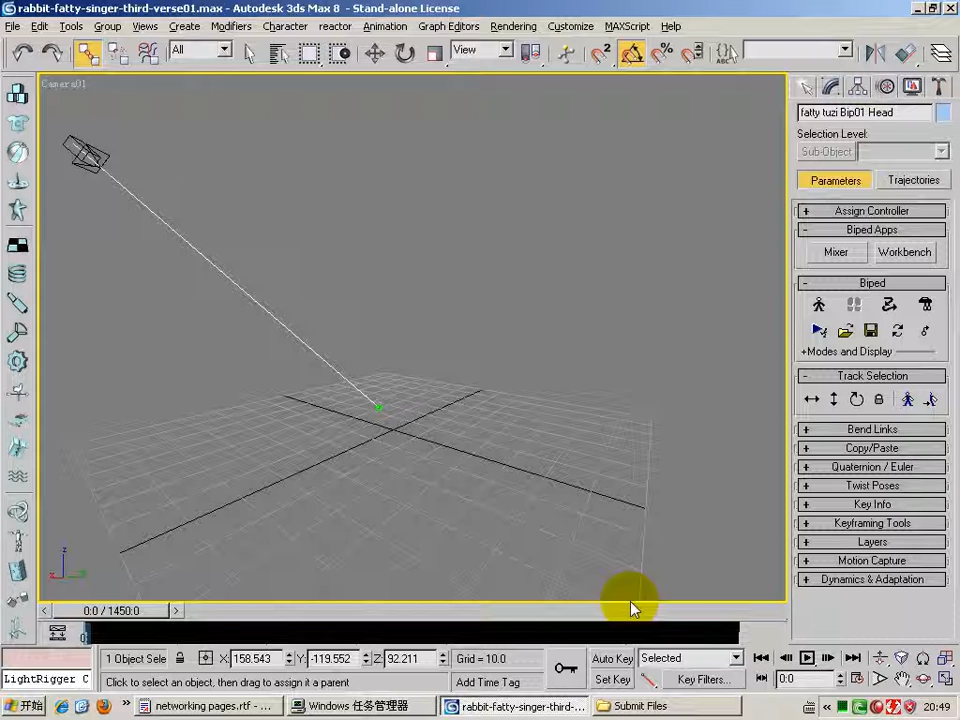 rabbit-fatty-singer-third-verse01.max - Autodesk 3ds Max 8 - Stand-alone License
File Edit Tools Group Views Create Modifiers Character reactor Animation Graph Editors Rendering Customize MAXScript Help
All View
Camera01
fatty tuzi Bip01 Head
Selection Level:
Sub-Object
Parameters Trajectories
+ Assign Controller
- Biped Apps
Mixer Workbench
- Biped
+Modes and Display
- Track Selection
+ Bend Links
+ Copy/Paste
+ Quaternion / Euler
+ Twist Poses
+ Key Info
+ Keyframing Tools
+ Layers
+ Motion Capture
+ Dynamics & Adaptation
z
< 0:0 / 1450:0 >
1 Object Sele X: 158.543 Y: -119.552 Z: 92.211 Grid = 10.0 Auto Key Selected
LightRigger C Click to select an object, then drag to assign it a parent Add Time Tag Set Key Key Filters... 0:0
开始 networking pages.rtf - ... Windows 任务管理器 rabbit-fatty-singer-third-... Submit Files 20:49